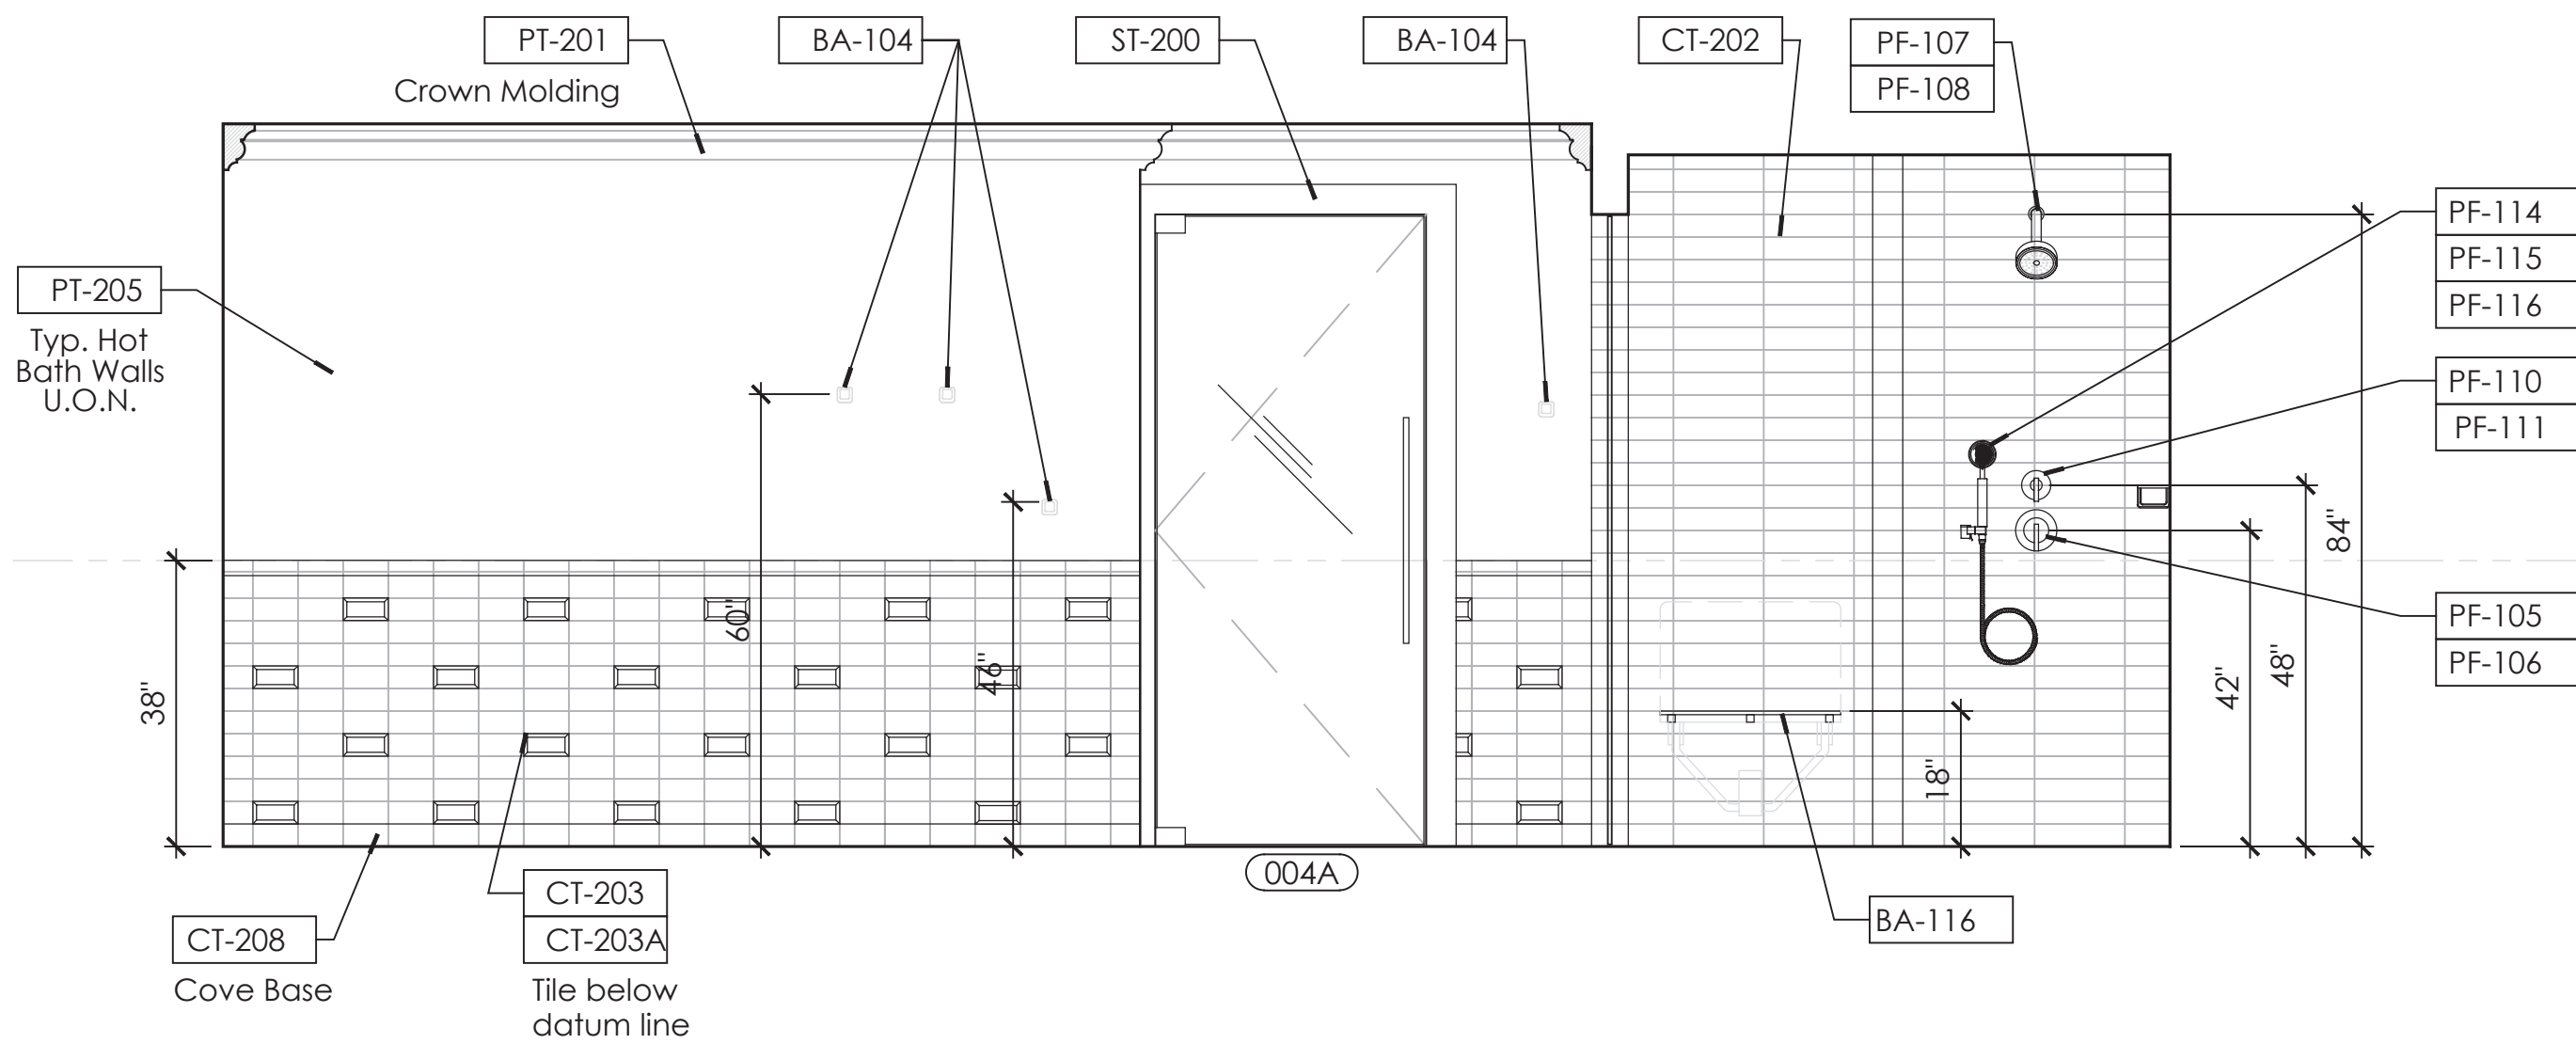 PT-201
Crown Molding
BA-104
ST-200
BA-104
CT-202
PF-107
PF-108
PF-114
PF-115
PF-116
PT-205
Typ. Hot
Bath Walls
U.O.N.
PF-110
PF-111
84"
60"
46"
38"
42"
48"
18"
PF-105
PF-106
004A
CT-203
CT-203A
Tile below
datum line
CT-208
Cove Base
BA-116